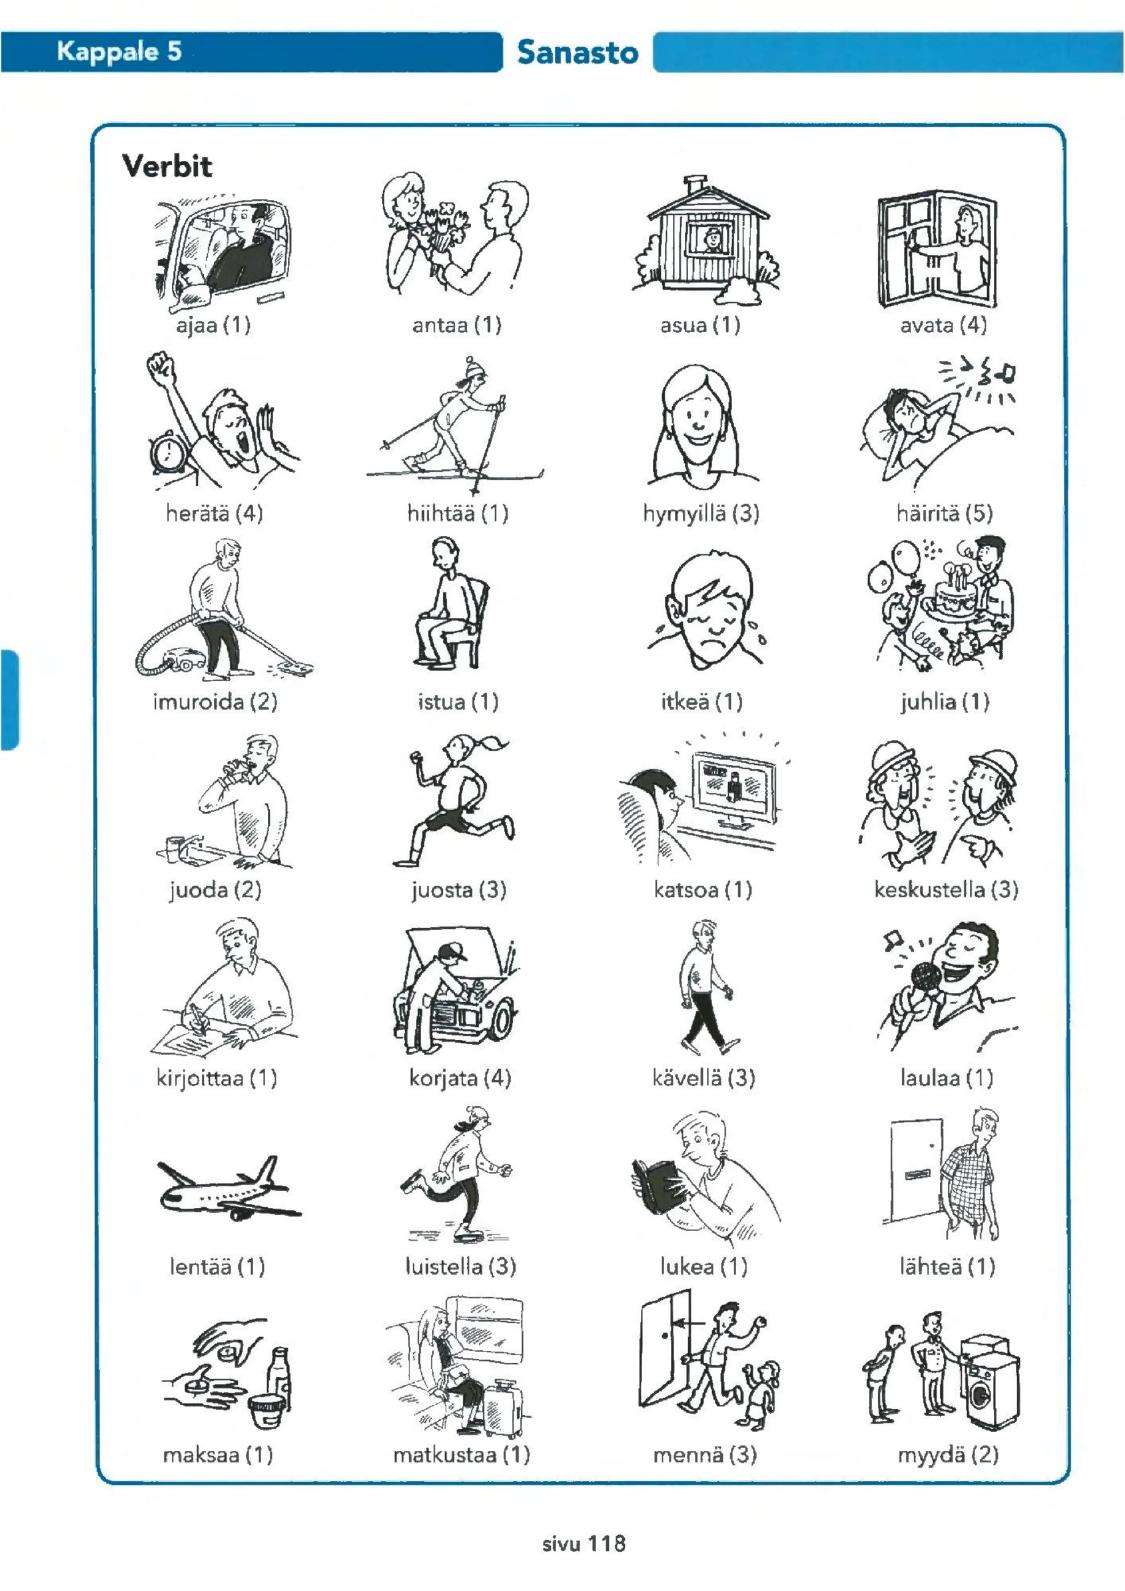 Kappale 5
Sanasto
Verbit
ajaa (1) antaa (1) asua (1) avata (4)
herätä (4) hiihtää (1) hymyillä (3) häiritä (5)
imuroida (2) istua (1) itkeä (1) juhlia (1)
juoda (2) juosta (3) katsoa (1) keskustella (3)
kirjoittaa (1) korjata (4) kävellä (3) laulaa (1)
lentää (1) luistella (3) lukea (1) lähteä (1)
maksaa (1) matkustaa (1) mennä (3) myydä (2)
sivu 118